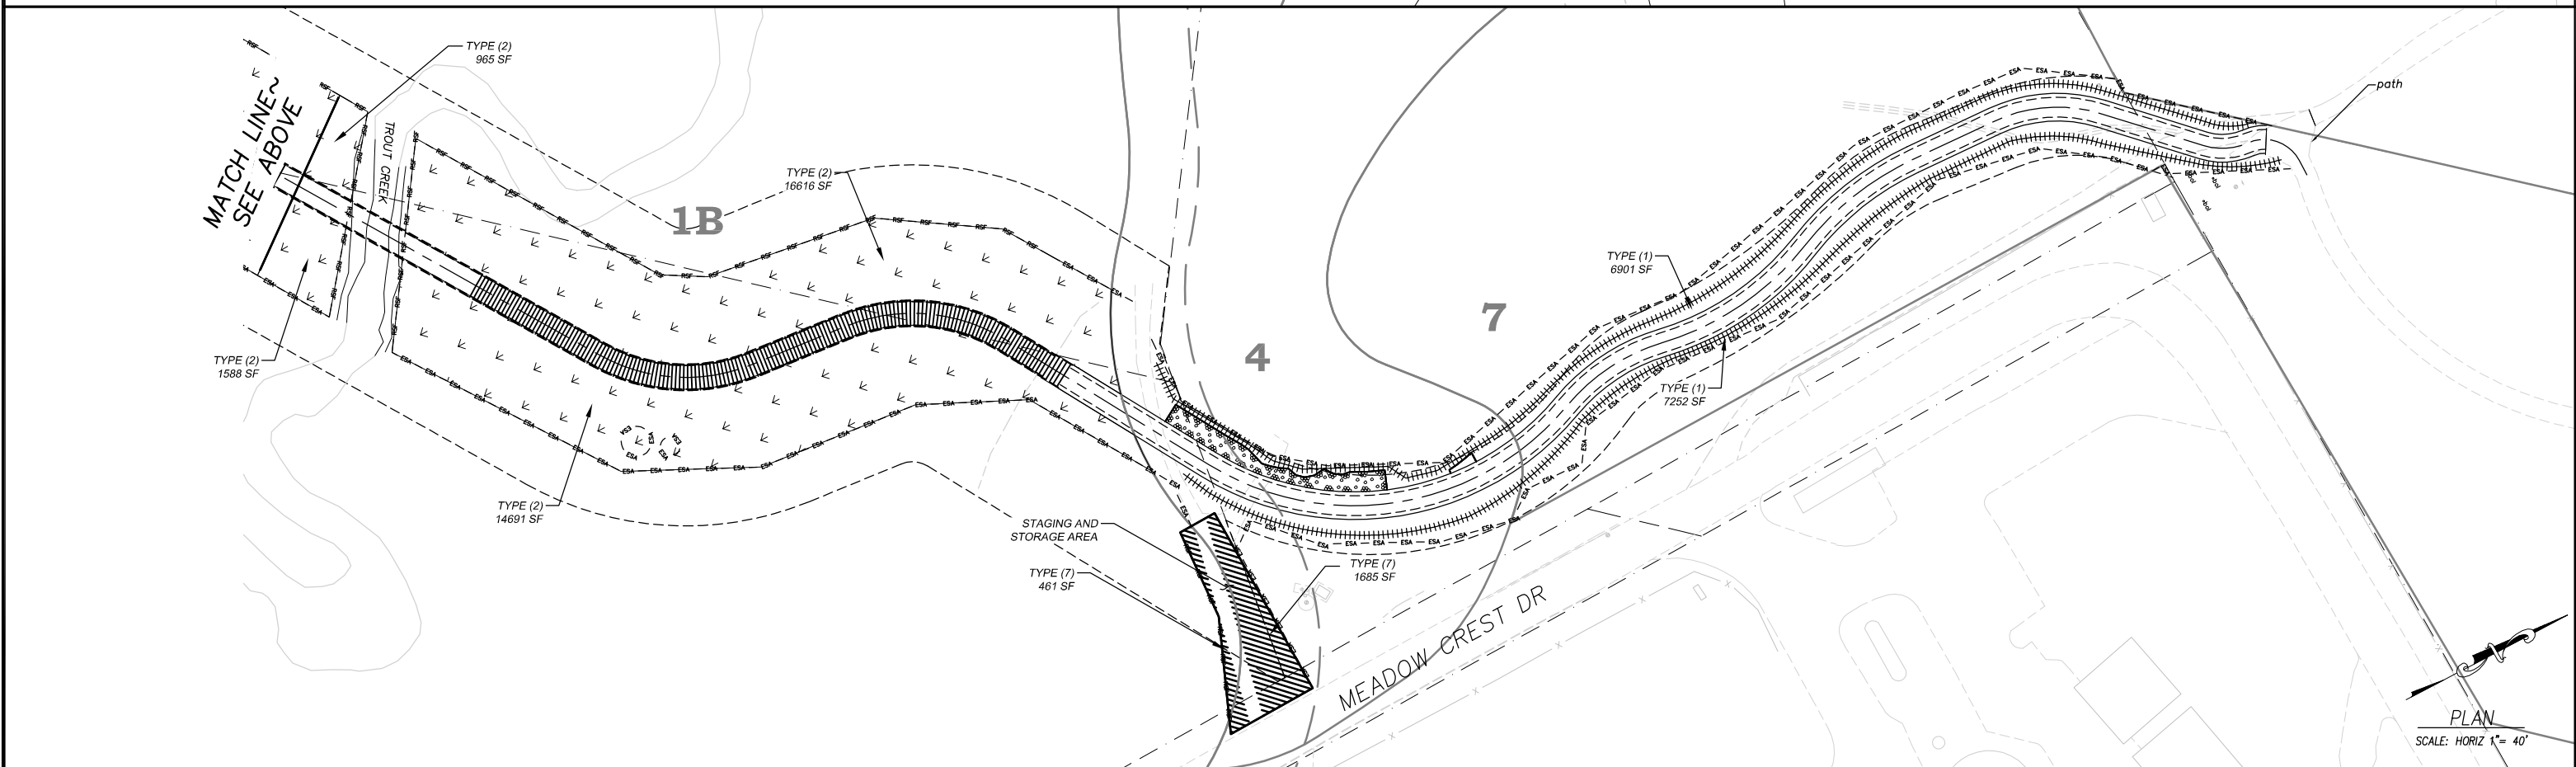 TYPE (2)
965 SF
MATCH LINE~
SEE ABOVE
TROUT CREEK
1B
TYPE (2)
16616 SF
TYPE (2)
1588 SF
TYPE (2)
14691 SF
4
7
STAGING AND
STORAGE AREA
TYPE (7)
461 SF
TYPE (7)
1685 SF
TYPE (1)
6901 SF
TYPE (1)
7252 SF
path
MEADOW CREST DR
RSF
ESA
N
PLAN
SCALE: HORIZ 1"= 40'